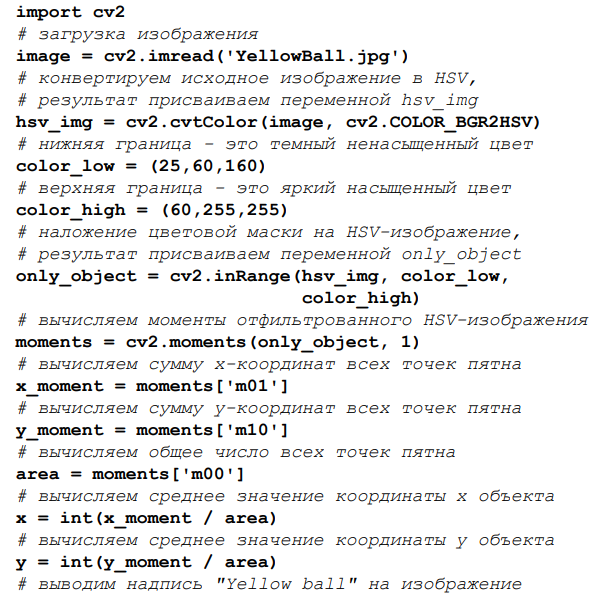 import cv2
# загрузка изображения
image = cv2.imread('YellowBall.jpg')
# конвертируем исходное изображение в HSV,
# результат присваиваем переменной hsv_img
hsv_img = cv2.cvtColor(image, cv2.COLOR_BGR2HSV)
# нижняя граница – это темный ненасыщенный цвет
color_low = (25,60,160)
# верхняя граница – это яркий насыщенный цвет
color_high = (60,255,255)
# наложение цветовой маски на HSV-изображение,
# результат присваиваем переменной only_object
only_object = cv2.inRange(hsv_img, color_low,
color_high)
# вычисляем моменты отфильтрованного HSV-изображения
moments = cv2.moments(only_object, 1)
# вычисляем сумму x-координат всех точек пятна
x_moment = moments['m01']
# вычисляем сумму y-координат всех точек пятна
y_moment = moments['m10']
# вычисляем общее число всех точек пятна
area = moments['m00']
# вычисляем среднее значение координаты x объекта
x = int(x_moment / area)
# вычисляем среднее значение координаты y объекта
y = int(y_moment / area)
# выводим надпись "Yellow ball" на изображение